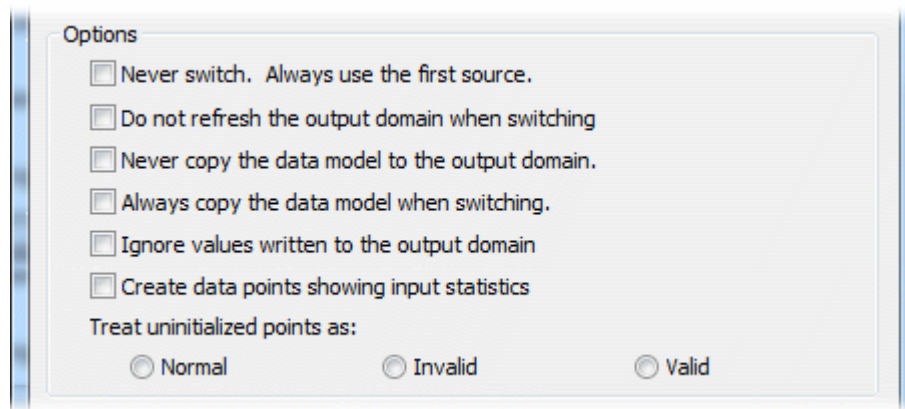 Options
Never switch.  Always use the first source.
Do not refresh the output domain when switching
Never copy the data model to the output domain.
Always copy the data model when switching.
Ignore values written to the output domain
Create data points showing input statistics
Treat uninitialized points as:
Normal Invalid Valid